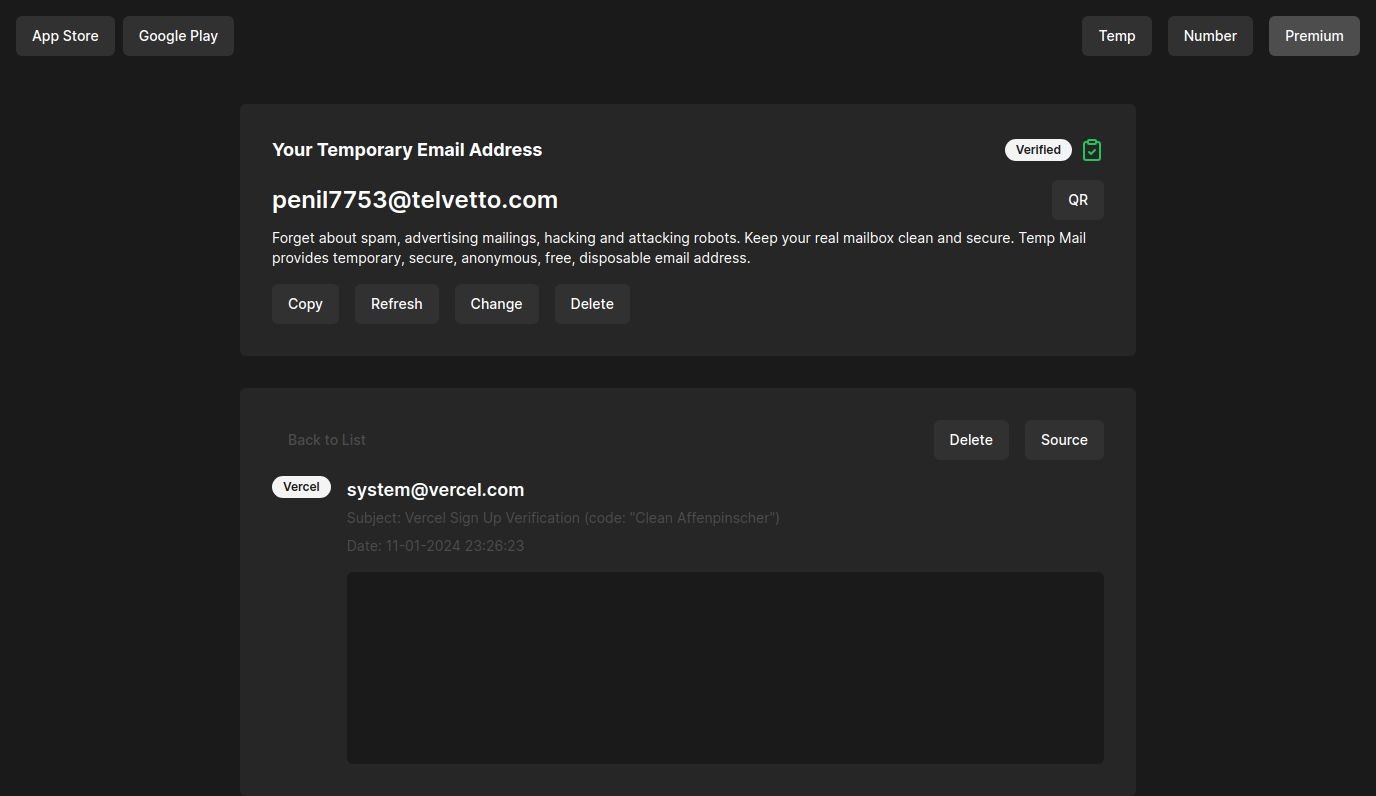 App Store
Google Play
Temp
Number
Premium
Your Temporary Email Address
Verified
penil7753@telvetto.com
QR
Forget about spam, advertising mailings, hacking and attacking robots. Keep your real mailbox clean and secure. Temp Mail
provides temporary, secure, anonymous, free, disposable email address.
Copy
Refresh
Change
Delete
Back to List
Delete
Source
Vercel
system@vercel.com
Subject: Vercel Sign Up Verification (code: "Clean Affenpinscher")
Date: 11-01-2024 23:26:23